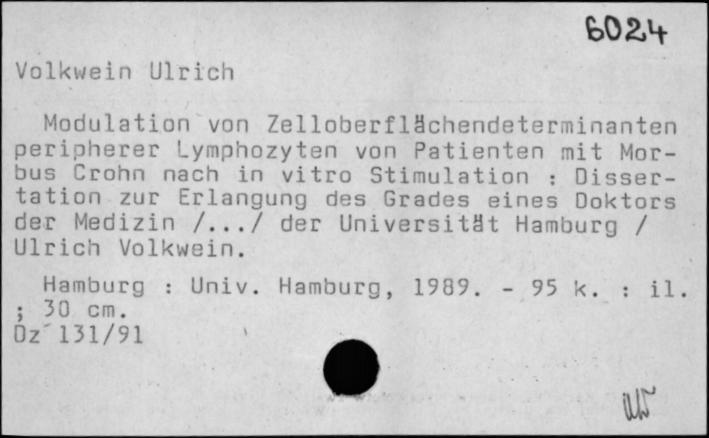 6024
Volkwein Ulrich
Modulation von Zelloberflächendeterminanten
peripherer Lymphozyten von Patienten mit Mor-
bus Crohn nach in vitro Stimulation : Disser-
tation zur Erlangung des Grades eines Doktors
der Medizin /.../ der Universität Hamburg /
Ulrich Volkwein.
Hamburg : Univ. Hamburg, 1989. - 95 k. : il.
; 30 cm.
Dz 131/91